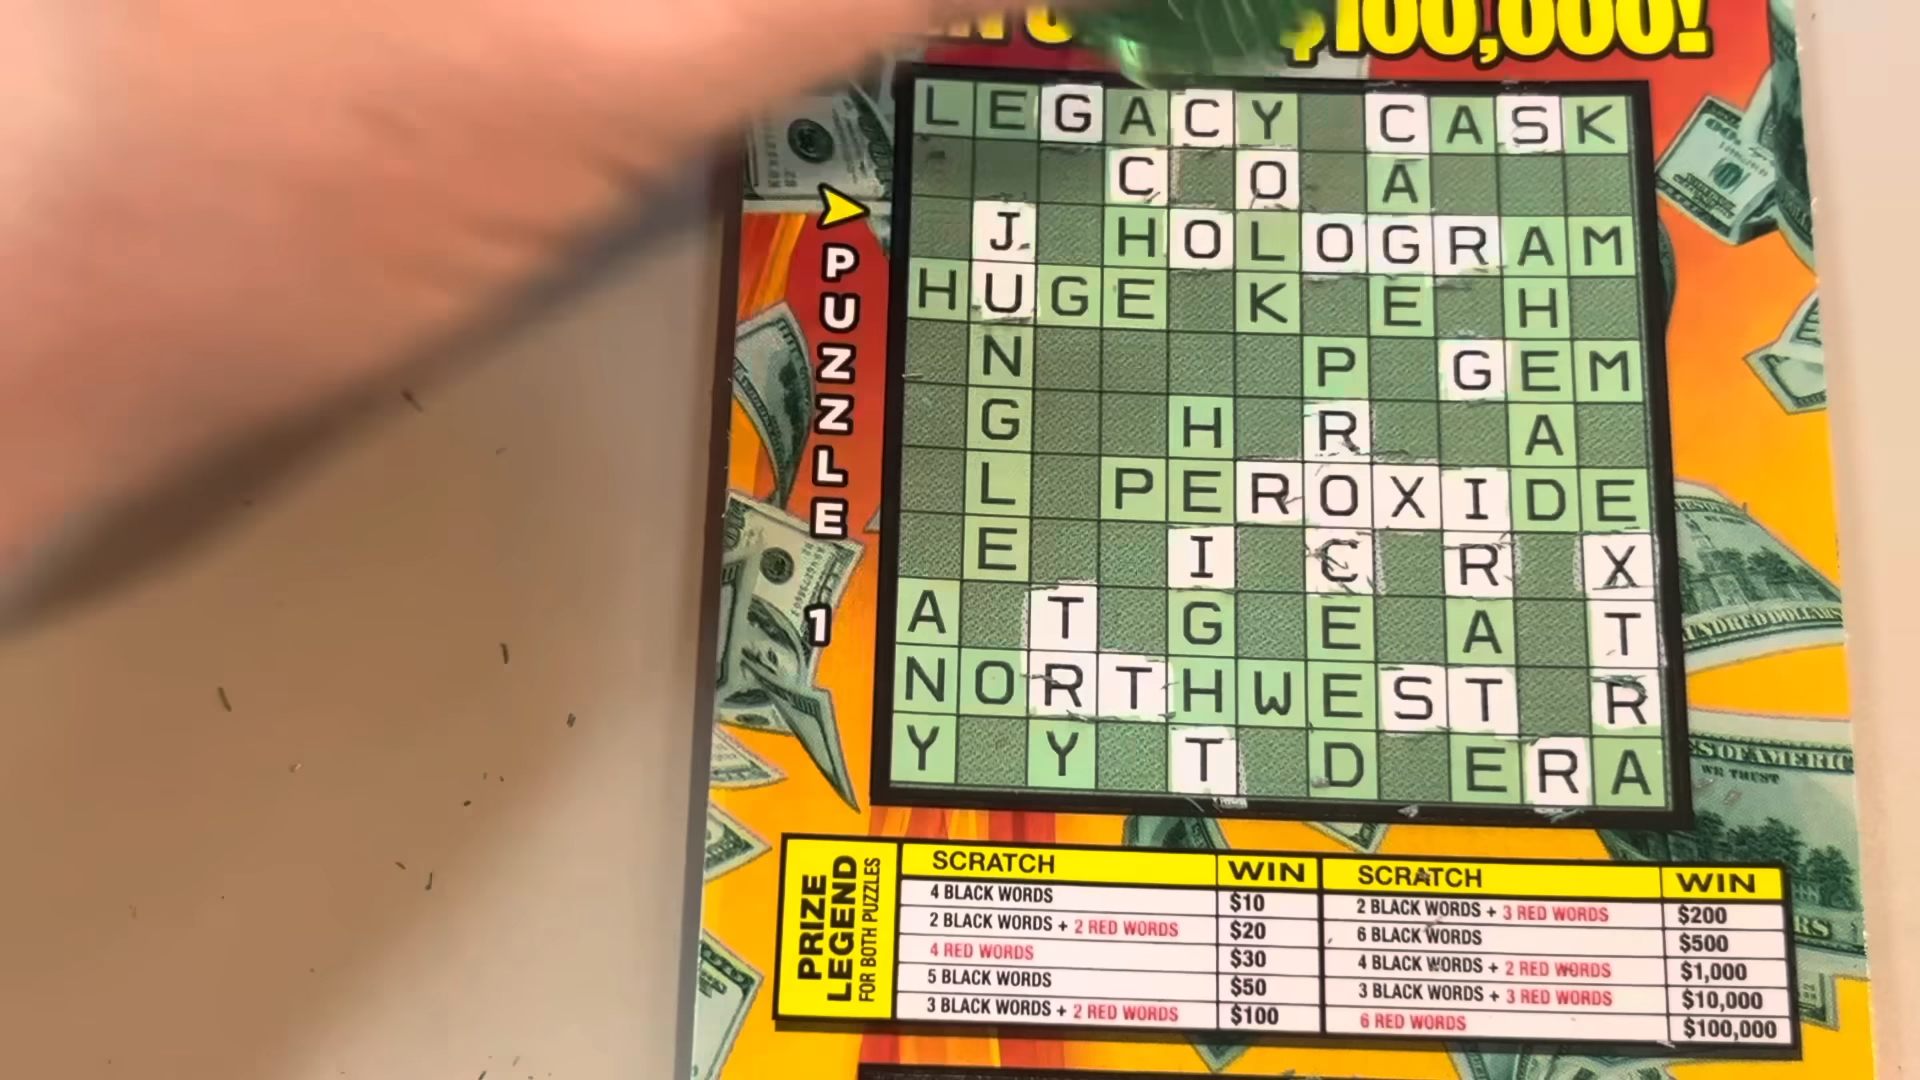 $100,000!
LEGACY CASK
C O A
J HOLOGRAM
HUGE K E H
N P GEM
G H R A
L PEROXIDE
E I C R X
A T G E A T
NORTHWEST R
Y Y T D ERA
PUZZLE 1
PRIZE LEGEND
FOR BOTH PUZZLES
SCRATCH WIN SCRATCH WIN
4 BLACK WORDS $10 2 BLACK WORDS + 3 RED WORDS $200
2 BLACK WORDS + 2 RED WORDS $20 6 BLACK WORDS $500
4 RED WORDS $30 4 BLACK WORDS + 2 RED WORDS $1,000
5 BLACK WORDS $50 3 BLACK WORDS + 3 RED WORDS $10,000
3 BLACK WORDS + 2 RED WORDS $100 6 RED WORDS $100,000